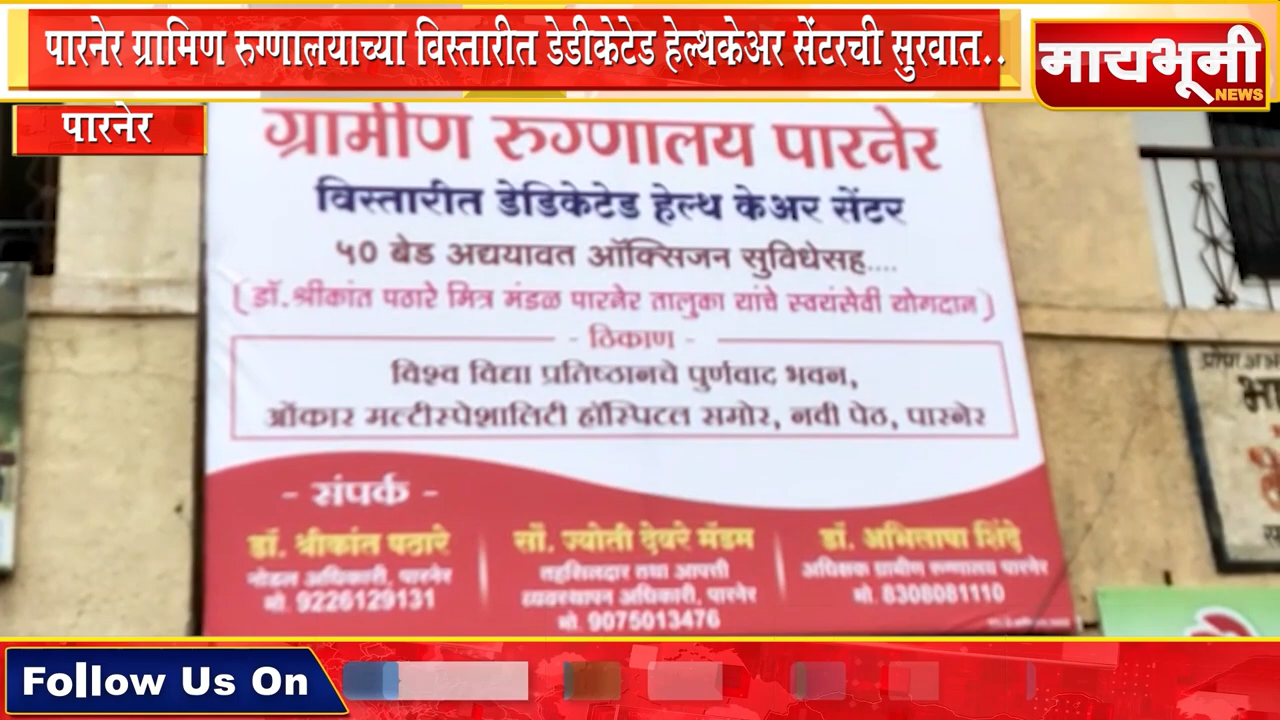 पारनेर ग्रामिण रुग्णालयाच्या विस्तारीत डेडीकेटेड हेल्थकेअर सेंटरची सुरवात..
मायभूमी
NEWS
पारनेर
ग्रामीण रुग्णालय पारनेर
विस्तारीत डेडिकेटेड हेल्थ केअर सेंटर
५० बेड अद्ययावत ऑक्सिजन सुविधेसह....
(डॉ.श्रीकांत पठारे मित्र मंडळ पारनेर तालुका यांचे स्वयंसेवी योगदान)
- ठिकाण -
विश्व विद्या प्रतिष्ठानचे पुर्णवाद भवन,
ओंकार मल्टीस्पेशालिटी हॉस्पिटल समोर, नवी पेठ, पारनेर
- संपर्क -
डॉ. श्रीकांत पठारे
नोडल अधिकारी, पारनेर
मो. 9226129131
सौ. ज्योती देवरे मॅडम
तहसिलदार तथा आपत्ती
व्यवस्थापन अधिकारी, पारनेर
मो. 9075013476
डॉ. अभिलाषा शिंदे
अधिक्षक ग्रामीण रुग्णालय पारनेर
मो. 8308081110
Follow Us On